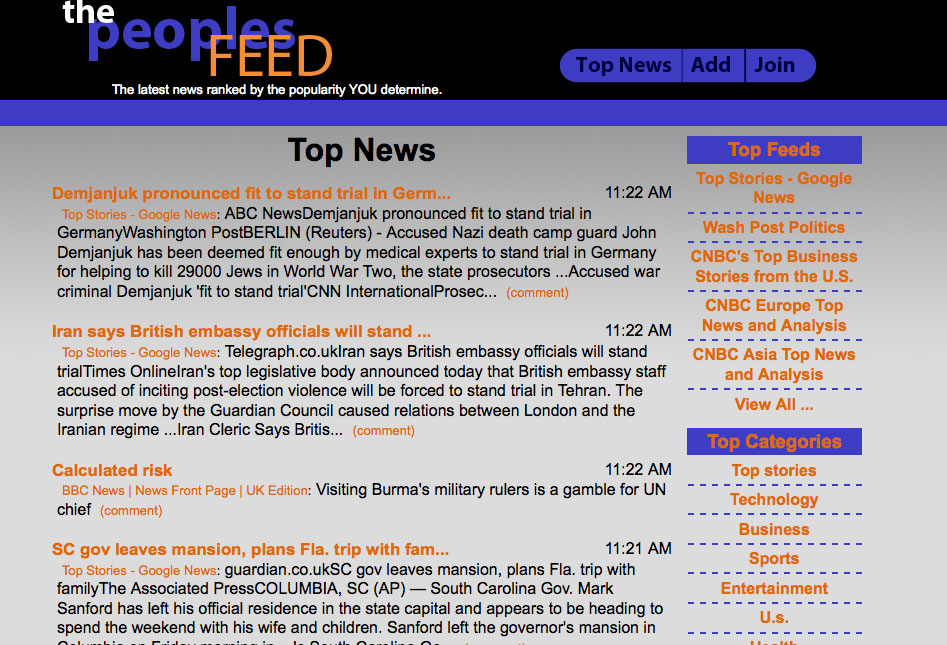 the
peoples
FEED
The latest news ranked by the popularity YOU determine.
Top News Add Join
Top News
Demjanjuk pronounced fit to stand trial in Germ... 11:22 AM
Top Stories - Google News: ABC NewsDemjanjuk pronounced fit to stand trial in
GermanyWashington PostBERLIN (Reuters) - Accused Nazi death camp guard John
Demjanjuk has been deemed fit enough by medical experts to stand trial in Germany
for helping to kill 29000 Jews in World War Two, the state prosecutors ...Accused war
criminal Demjanjuk 'fit to stand trial'CNN InternationalProsec... (comment)
Iran says British embassy officials will stand ... 11:22 AM
Top Stories - Google News: Telegraph.co.ukIran says British embassy officials will stand
trialTimes OnlineIran's top legislative body announced today that British embassy staff
accused of inciting post-election violence will be forced to stand trial in Tehran. The
surprise move by the Guardian Council caused relations between London and the
Iranian regime ...Iran Cleric Says Britis... (comment)
Calculated risk 11:22 AM
BBC News | News Front Page | UK Edition: Visiting Burma's military rulers is a gamble for UN
chief (comment)
SC gov leaves mansion, plans Fla. trip with fam... 11:21 AM
Top Stories - Google News: guardian.co.ukSC gov leaves mansion, plans Fla. trip with
familyThe Associated PressCOLUMBIA, SC (AP) — South Carolina Gov. Mark
Sanford has left his official residence in the state capital and appears to be heading to
spend the weekend with his wife and children. Sanford left the governor's mansion in
Top Feeds
Top Stories - Google
News
Wash Post Politics
CNBC's Top Business
Stories from the U.S.
CNBC Europe Top
News and Analysis
CNBC Asia Top News
and Analysis
View All ...
Top Categories
Top stories
Technology
Business
Sports
Entertainment
U.s.
Health